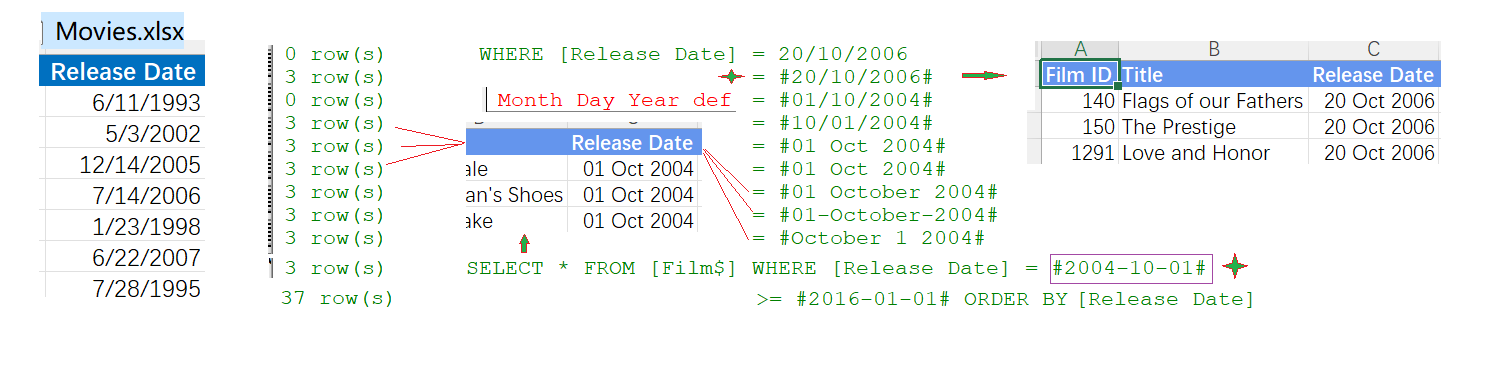 Movies.xlsx
Release Date
6/11/1993
5/3/2002
12/14/2005
7/14/2006
1/23/1998
6/22/2007
7/28/1995
0 row(s) WHERE [Release Date] = 20/10/2006
3 row(s) = #20/10/2006#
0 row(s) Month Day Year def = #01/10/2004#
3 row(s) = #10/01/2004#
3 row(s) = #01 Oct 2004#
3 row(s) = #01 Oct 2004#
3 row(s) = #01 October 2004#
3 row(s) = #01-October-2004#
3 row(s) = #October 1 2004#
3 row(s) SELECT * FROM [Film$] WHERE [Release Date] = #2004-10-01#
37 row(s) >= #2016-01-01# ORDER BY [Release Date]
Release Date
ale 01 Oct 2004
an's Shoes 01 Oct 2004
ake 01 Oct 2004
A B C
Film ID Title Release Date
140 Flags of our Fathers 20 Oct 2006
150 The Prestige 20 Oct 2006
1291 Love and Honor 20 Oct 2006